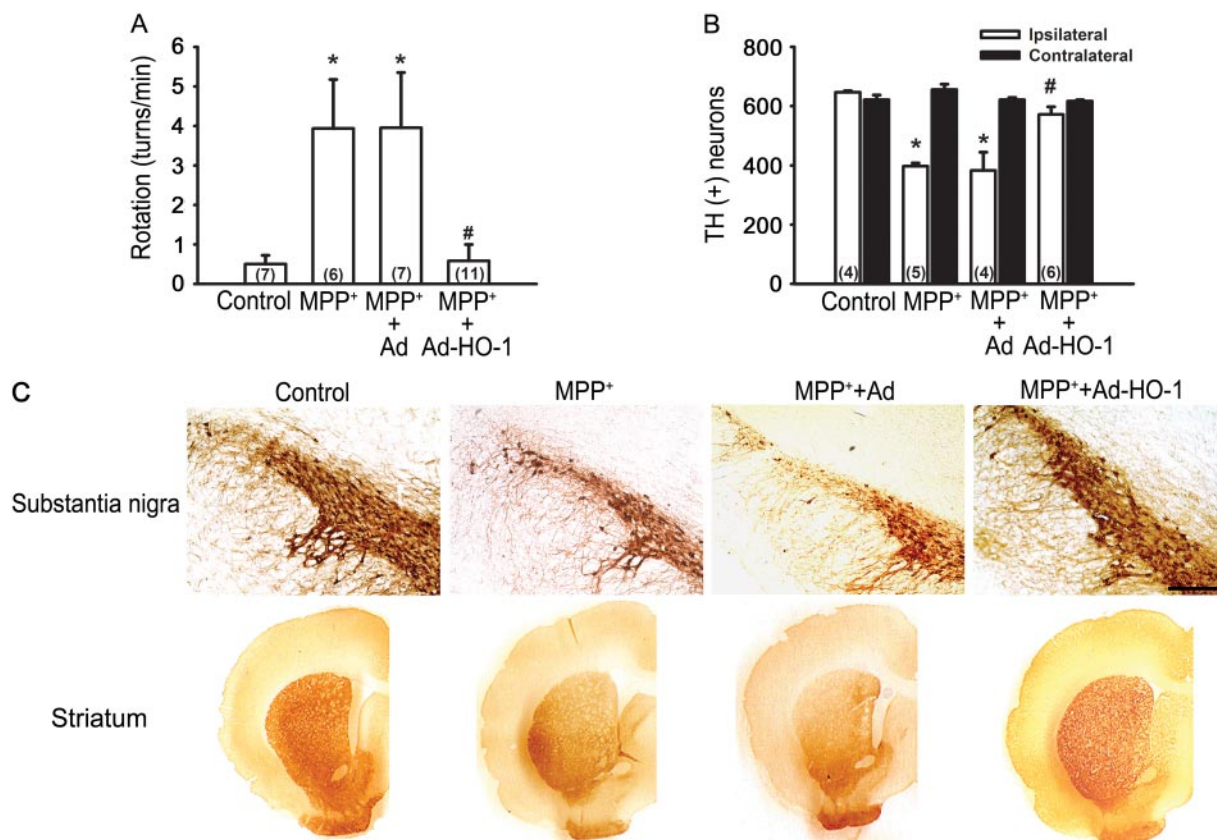 A
Rotation (turns/min)
6
5
4
3
2
1
0
*
*
#
(7)
(6)
(7)
(11)
Control
MPP⁺
MPP⁺
+
Ad
MPP⁺
+
Ad-HO-1
B
Ipsilateral
Contralateral
TH (+) neurons
800
600
400
200
0
*
*
#
(4)
(5)
(4)
(6)
Control
MPP⁺
MPP⁺
+
Ad
MPP⁺
+
Ad-HO-1
C
Control
MPP⁺
MPP⁺+Ad
MPP⁺+Ad-HO-1
Substantia nigra
Striatum